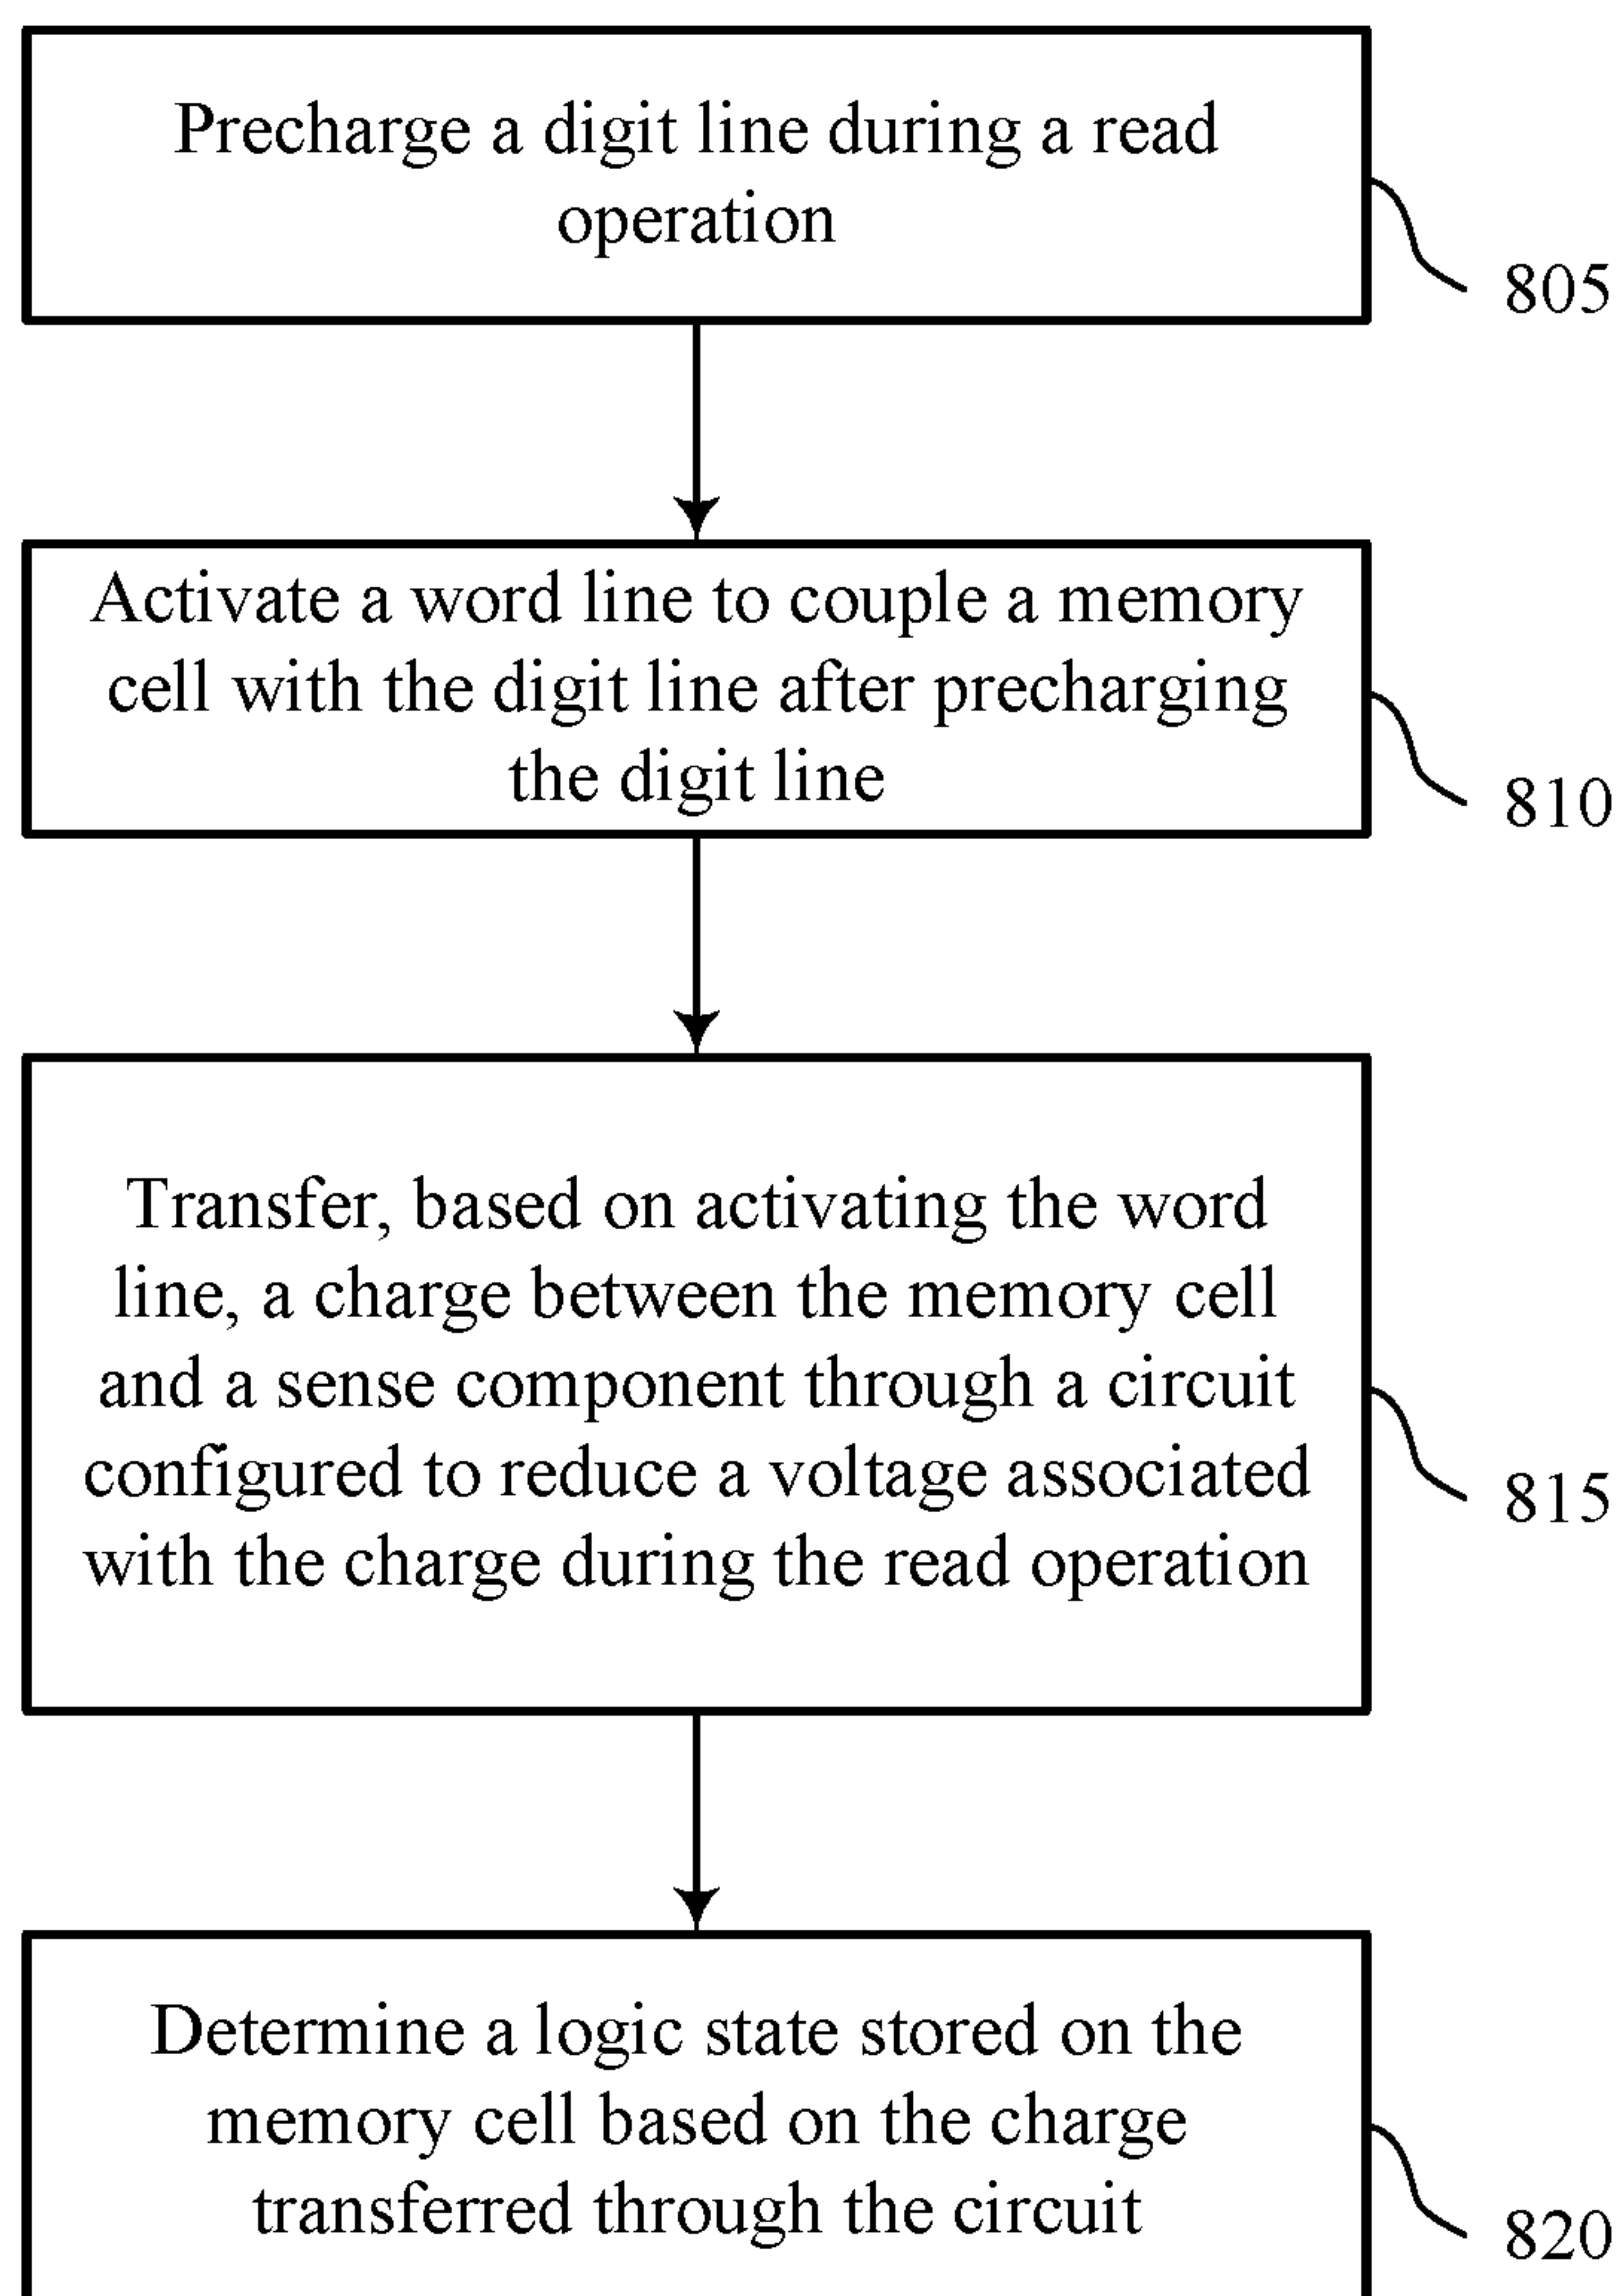 Precharge a digit line during a read
operation
805
Activate a word line to couple a memory
cell with the digit line after precharging
the digit line
810
Transfer, based on activating the word
line, a charge between the memory cell
and a sense component through a circuit
configured to reduce a voltage associated
with the charge during the read operation
815
Determine a logic state stored on the
memory cell based on the charge
transferred through the circuit
820